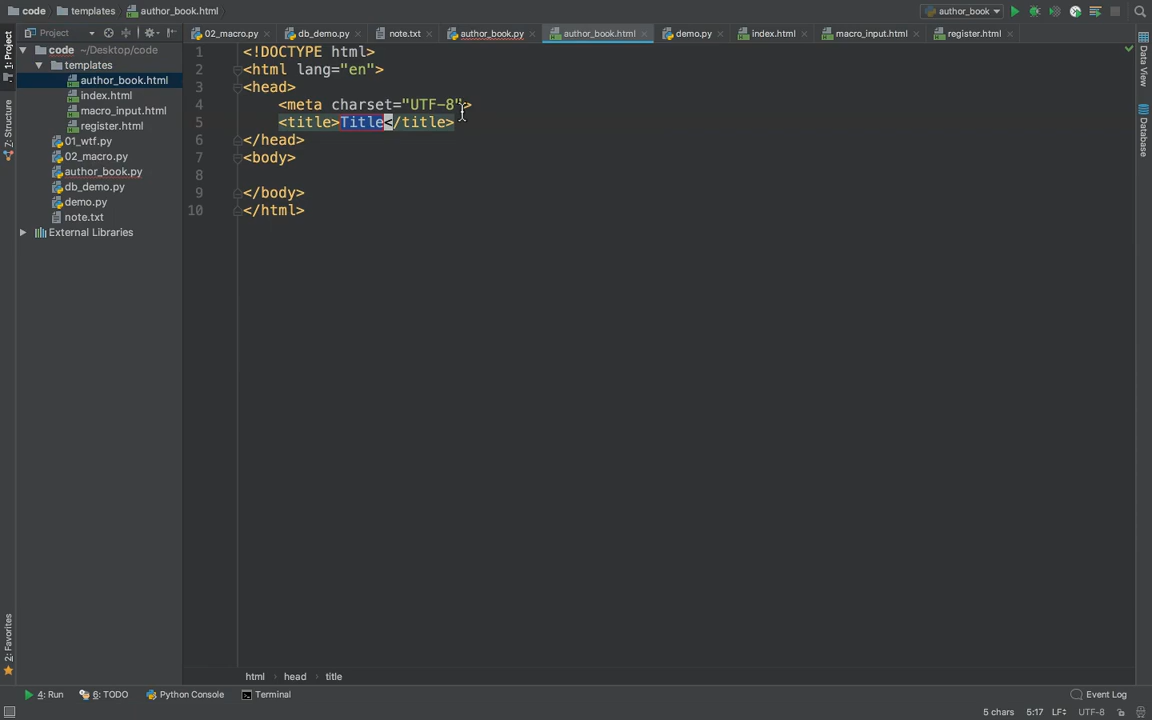 code templates author_book.html author_book
1: Project Project 02_macro.py db_demo.py note.txt author_book.py author_book.html demo.py index.html macro_input.html register.html
code ~/Desktop/code
templates
author_book.html
index.html
macro_input.html
register.html
01_wtf.py
02_macro.py
author_book.py
db_demo.py
demo.py
note.txt
External Libraries
7: Structure
2: Favorites
1 <!DOCTYPE html>
2 <html lang="en">
3 <head>
4 <meta charset="UTF-8">
5 <title>Title</title>
6 </head>
7 <body>
8
9 </body>
10 </html>
Data View
Database
html head title
4: Run 6: TODO Python Console Terminal Event Log
5 chars 5:17 LF UTF-8